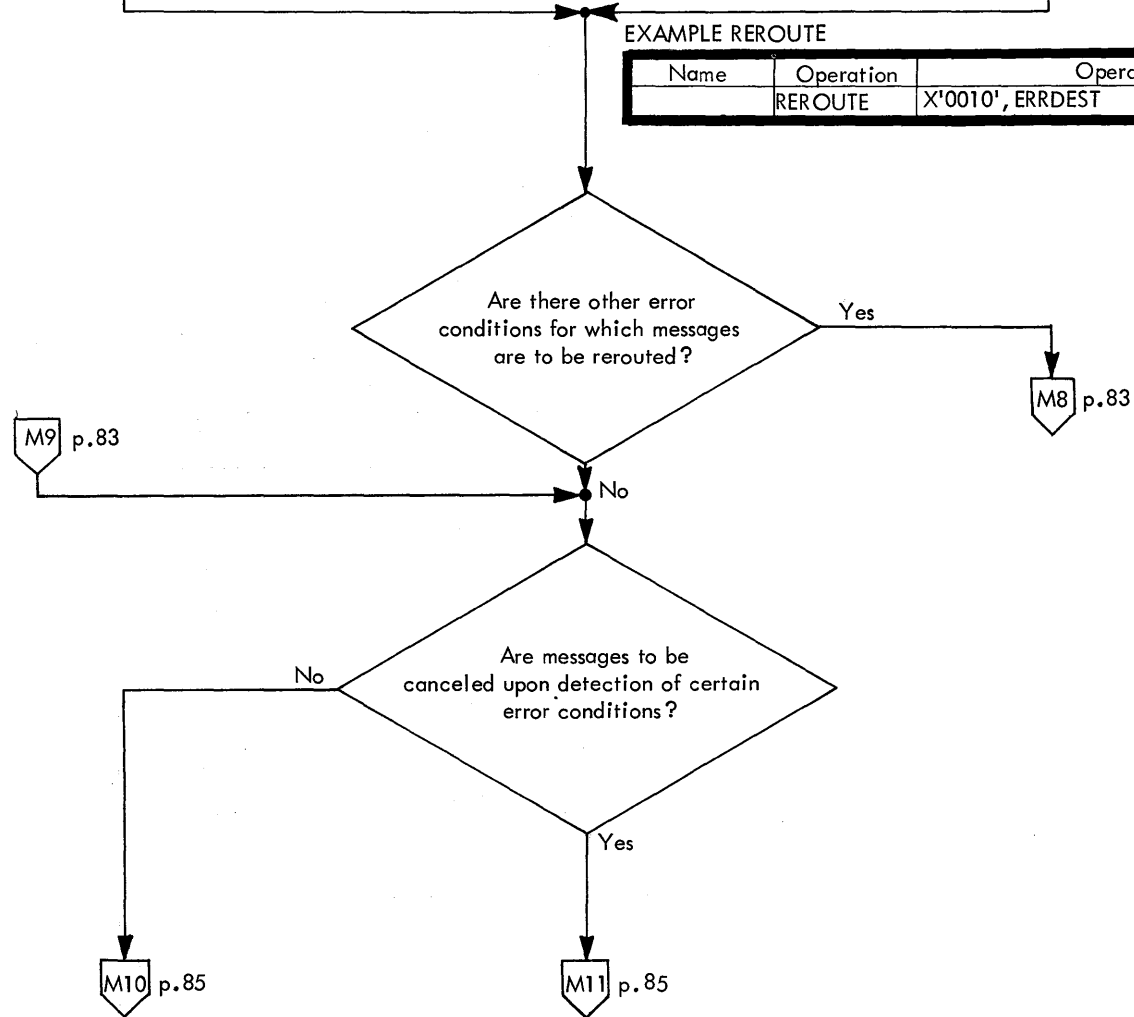 EXAMPLE REROUTE
Name Operation
REROUTE X'0010', ERRDEST
Are there other error
conditions for which messages
are to be rerouted?
Yes
M8 p.83
M9 p.83
No
Are messages to be
canceled upon detection of certain
error conditions?
No
Yes
M10 p.85
M11 p.85